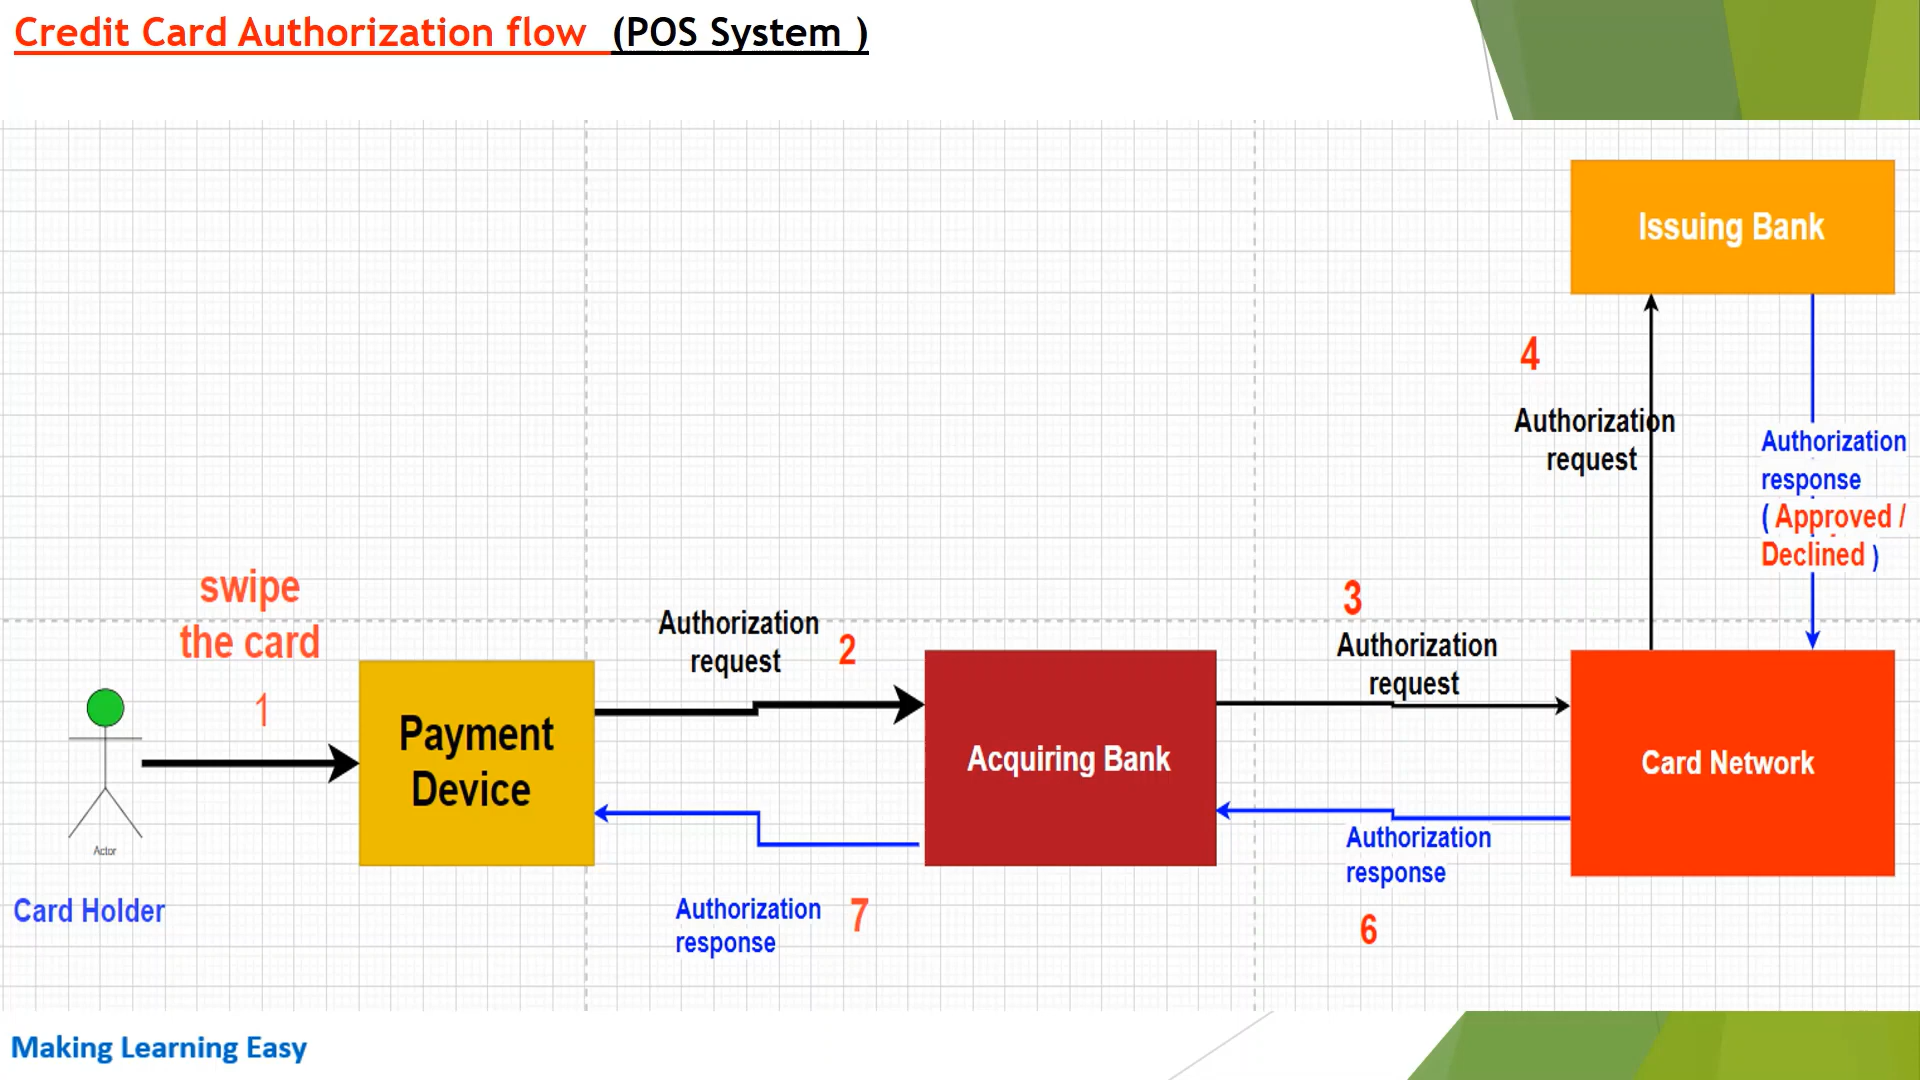 Credit Card Authorization flow (POS System )
Issuing Bank
4
Authorization
request
Authorization
response
( Approved /
Declined )
swipe
the card
1
Authorization
request
2
3
Authorization
request
Payment
Device
Acquiring Bank
Card Network
Actor
Card Holder
Authorization
response
7
Authorization
response
6
Making Learning Easy